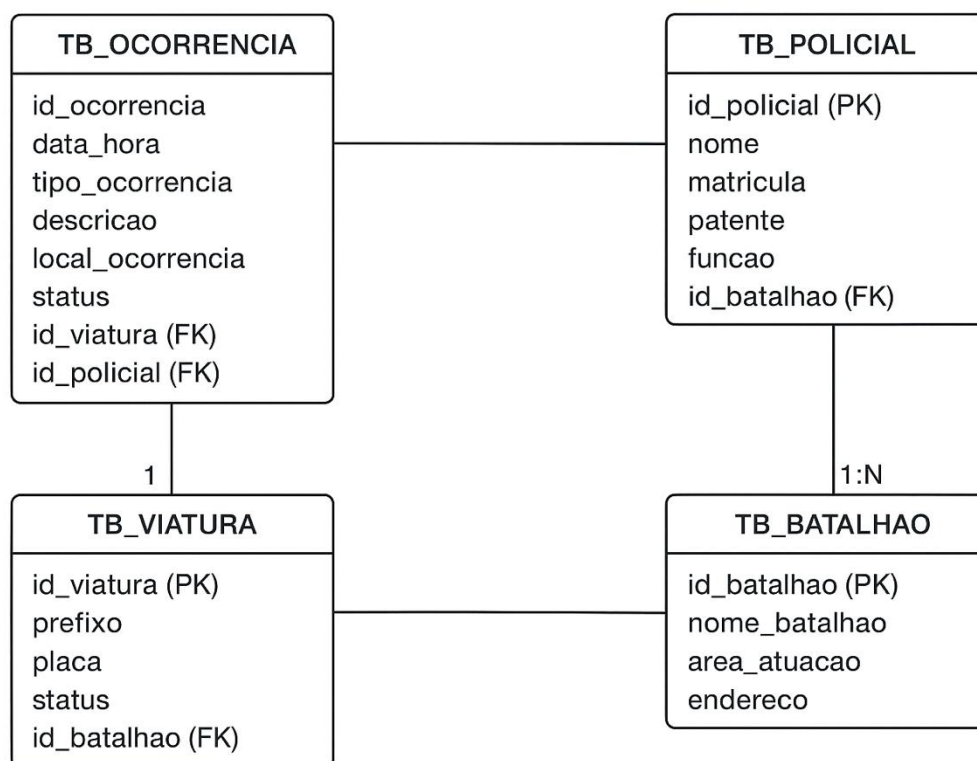 TB_OCORRENCIA
id_ocorrencia
data_hora
tipo_ocorrencia
descricao
local_ocorrencia
status
id_viatura (FK)
id_policial (FK)
TB_POLICIAL
id_policial (PK)
nome
matricula
patente
funcao
id_batalhao (FK)
1
1:N
TB_VIATURA
id_viatura (PK)
prefixo
placa
status
id_batalhao (FK)
TB_BATALHAO
id_batalhao (PK)
nome_batalhao
area_atuacao
endereco